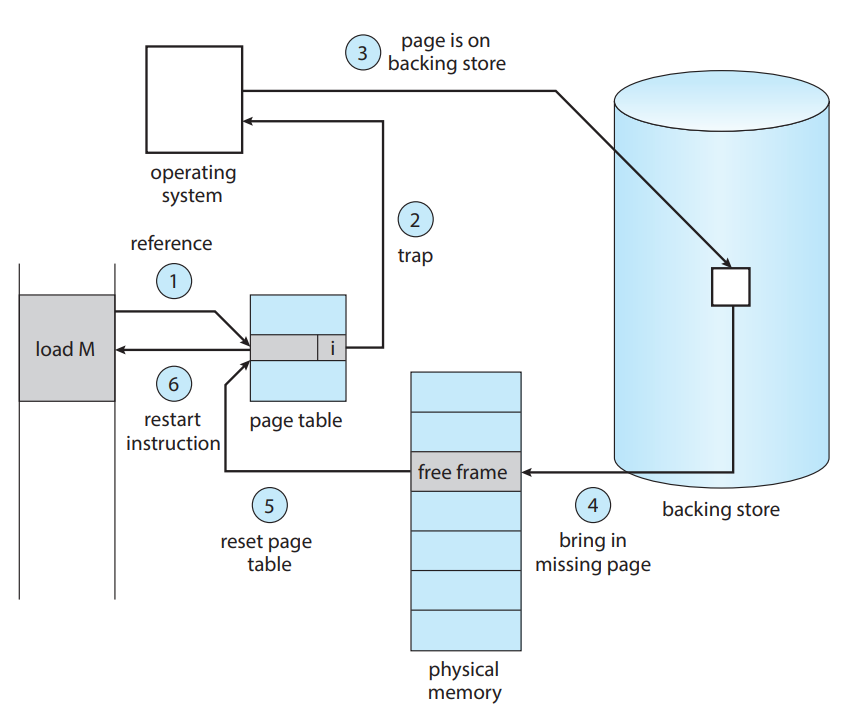 3
page is on
backing store
operating
system
2
trap
reference
1
load M
i
6
restart
instruction
page table
free frame
5
reset page
table
4
bring in
missing page
backing store
physical
memory